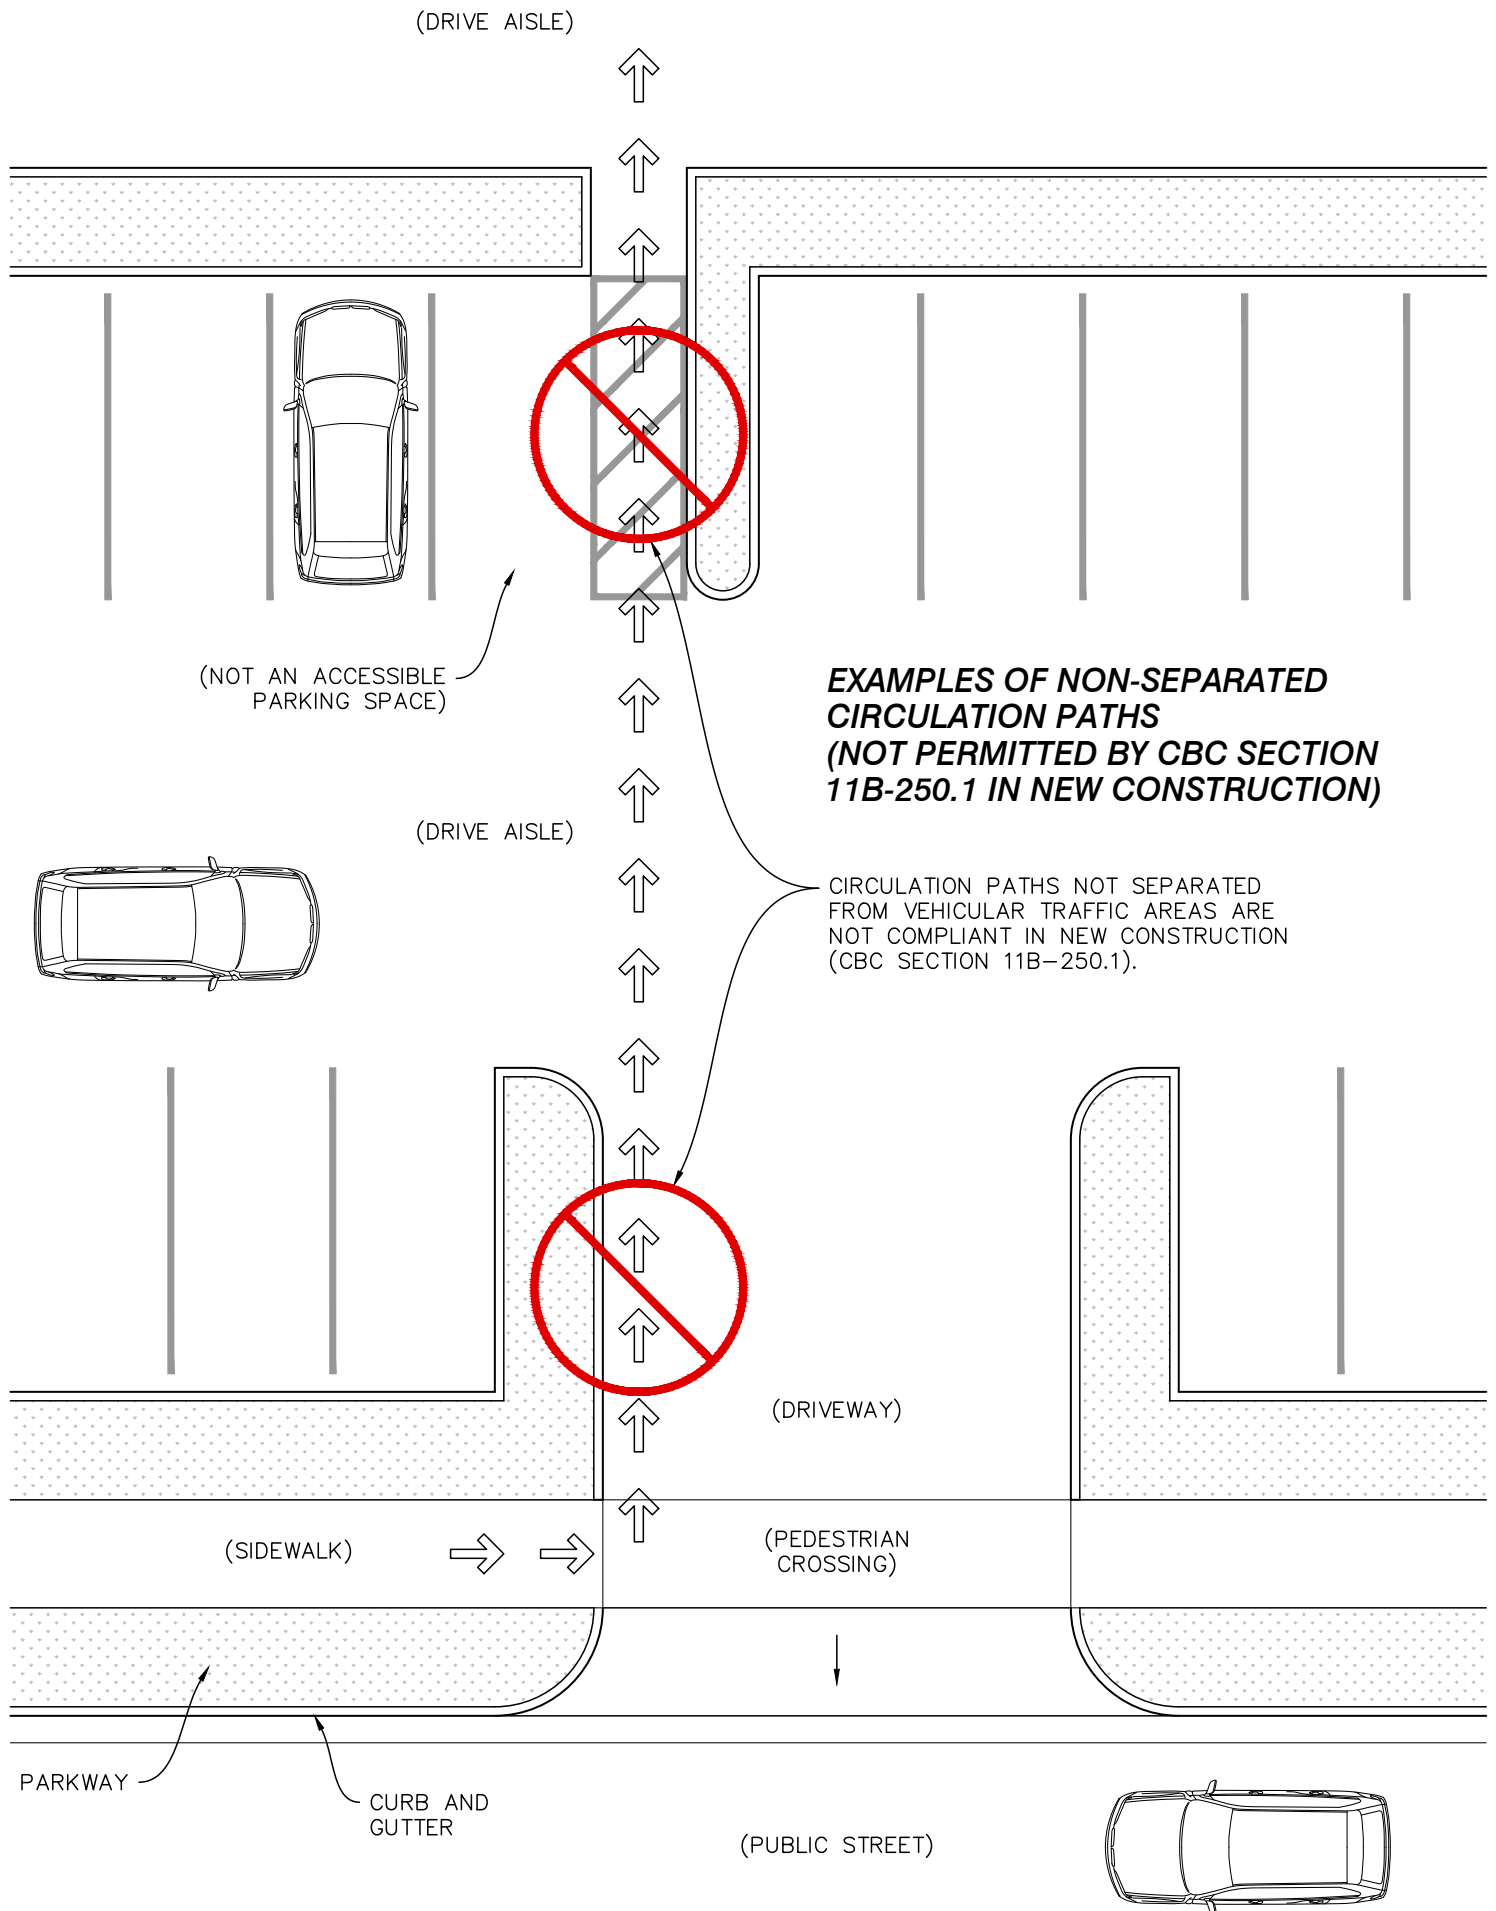 (DRIVE AISLE)
(NOT AN ACCESSIBLE
PARKING SPACE)
EXAMPLES OF NON-SEPARATED
CIRCULATION PATHS
(NOT PERMITTED BY CBC SECTION
11B-250.1 IN NEW CONSTRUCTION)
(DRIVE AISLE)
CIRCULATION PATHS NOT SEPARATED
FROM VEHICULAR TRAFFIC AREAS ARE
NOT COMPLIANT IN NEW CONSTRUCTION
(CBC SECTION 11B–250.1).
(DRIVEWAY)
(SIDEWALK)
(PEDESTRIAN
CROSSING)
PARKWAY
CURB AND
GUTTER
(PUBLIC STREET)